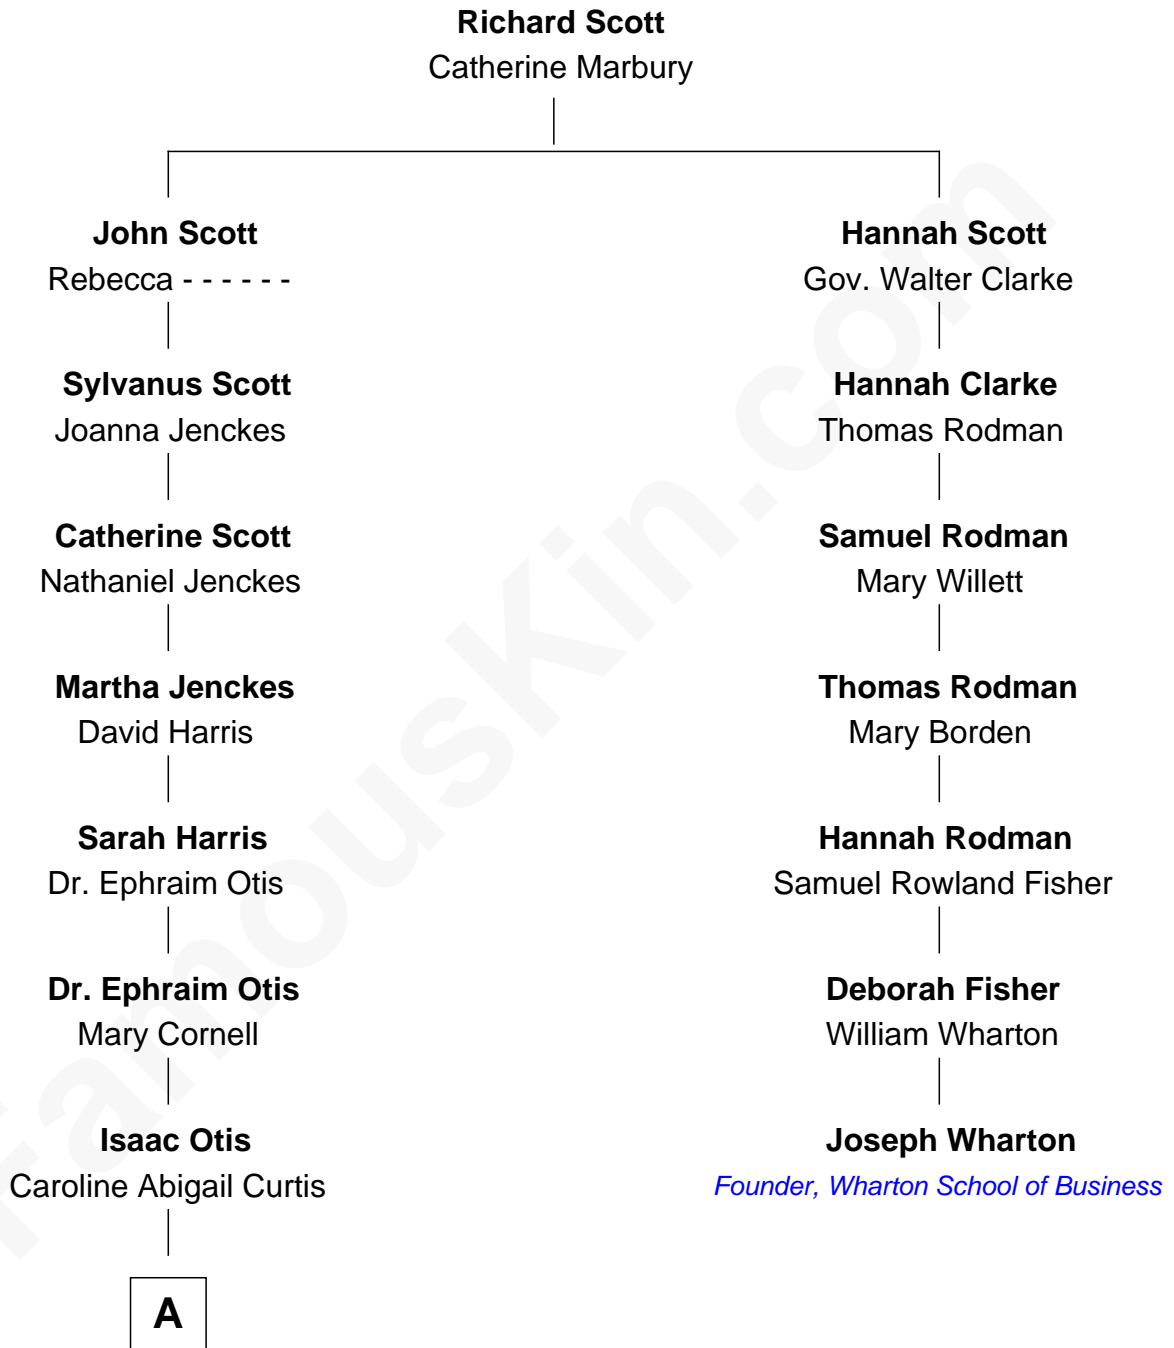 Richard Scott
Catherine Marbury
John Scott
Rebecca - - - - - -
Hannah Scott
Gov. Walter Clarke
Sylvanus Scott
Joanna Jenckes
Hannah Clarke
Thomas Rodman
Catherine Scott
Nathaniel Jenckes
Samuel Rodman
Mary Willett
Martha Jenckes
David Harris
Thomas Rodman
Mary Borden
Sarah Harris
Dr. Ephraim Otis
Hannah Rodman
Samuel Rowland Fisher
Dr. Ephraim Otis
Mary Cornell
Deborah Fisher
William Wharton
Isaac Otis
Caroline Abigail Curtis
Joseph Wharton
Founder, Wharton School of Business
A
FamousKin.com